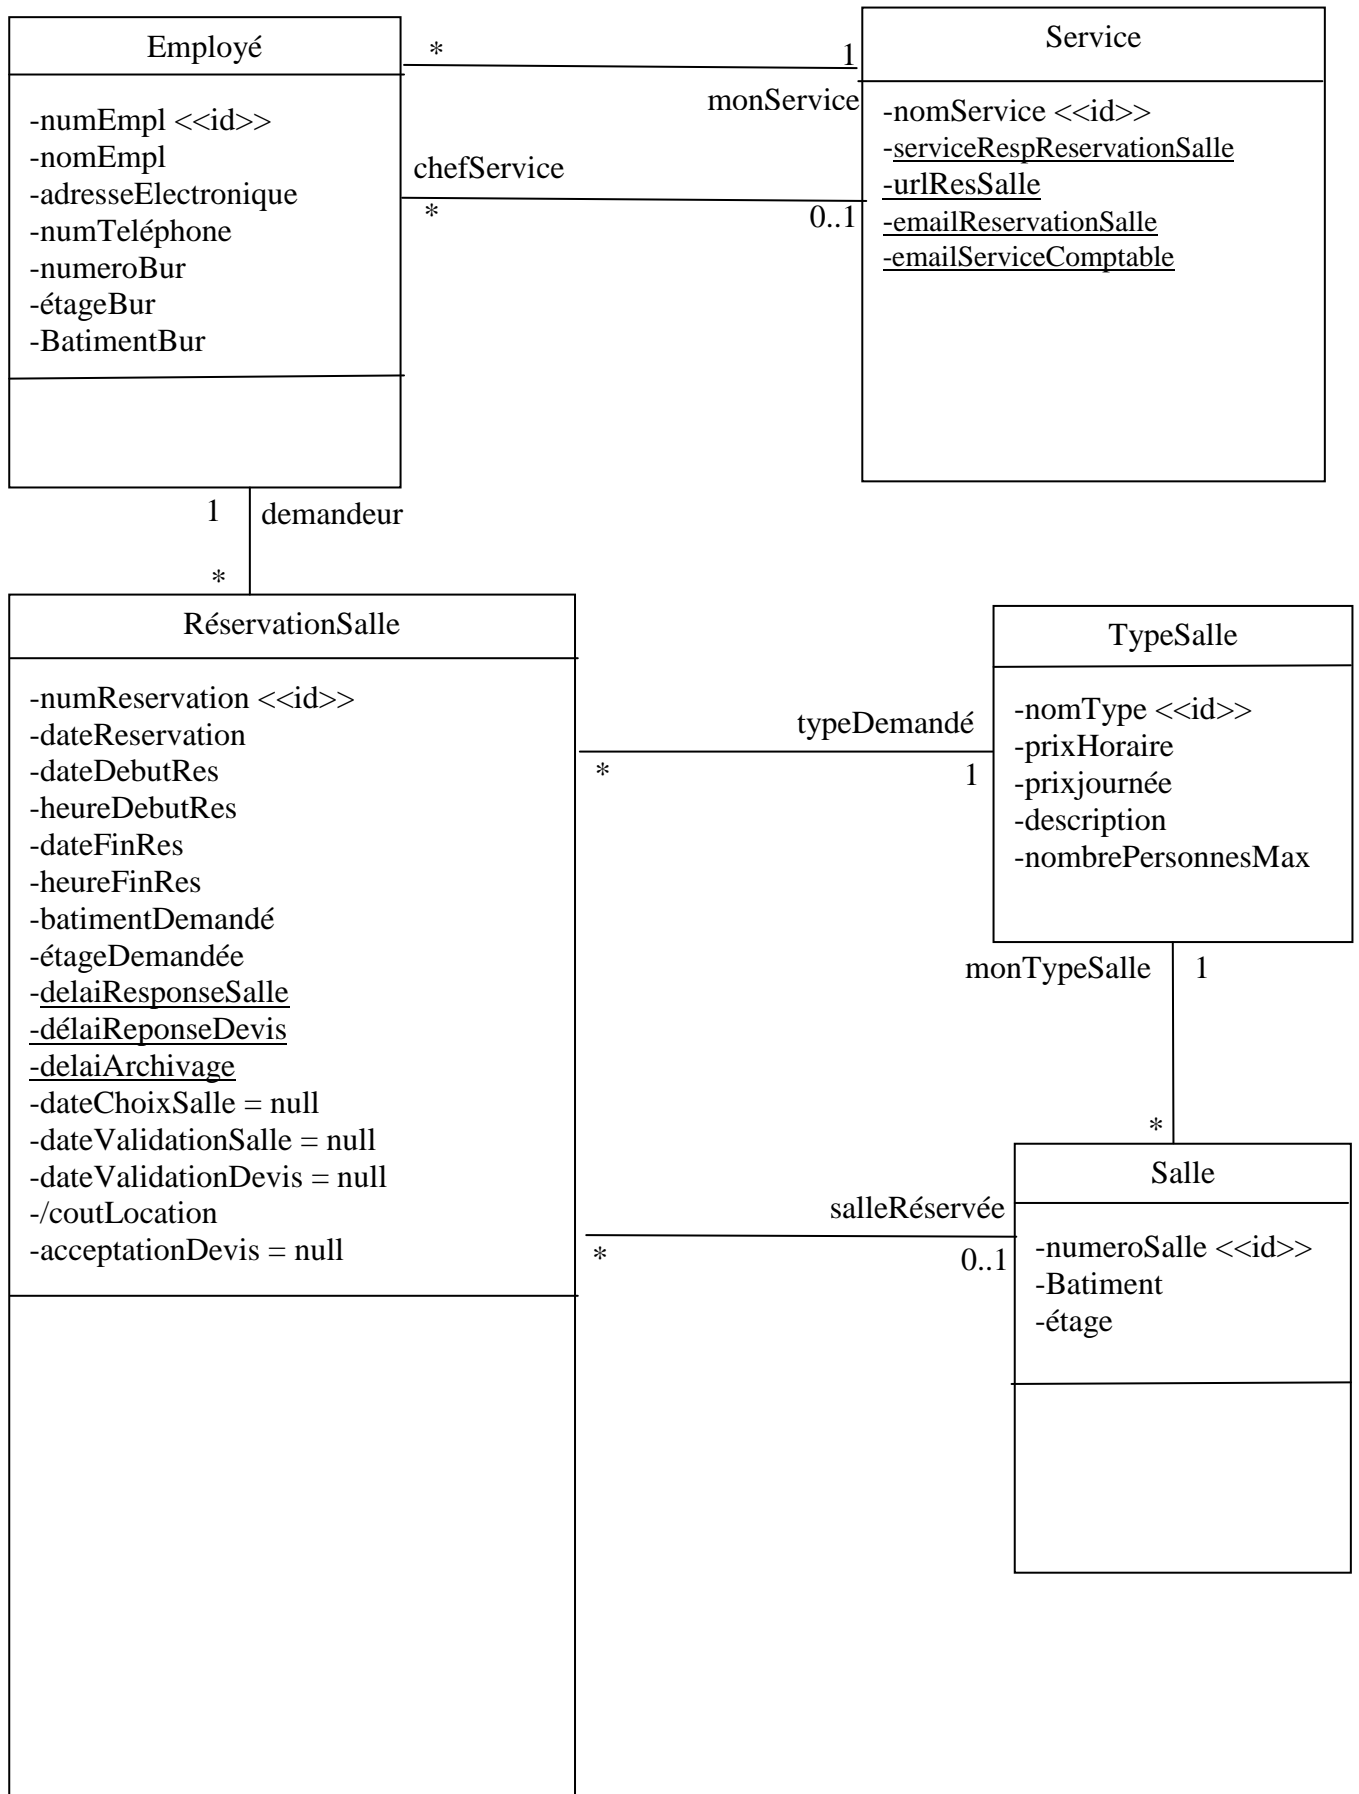 Employé
-numEmpl <<id>>
-nomEmpl
-adresseElectronique
-numTeléphone
-numeroBur
-étageBur
-BatimentBur
*
1
monService
chefService
*
0..1
Service
-nomService <<id>>
-serviceRespReservationSalle
-urlResSalle
-emailReservationSalle
-emailServiceComptable
1
demandeur
*
RéservationSalle
-numReservation <<id>>
-dateReservation
-dateDebutRes
-heureDebutRes
-dateFinRes
-heureFinRes
-batimentDemandé
-étageDemandée
-delaiResponseSalle
-délaiReponseDevis
-delaiArchivage
-dateChoixSalle = null
-dateValidationSalle = null
-dateValidationDevis = null
-/coutLocation
-acceptationDevis = null
typeDemandé
*
1
TypeSalle
-nomType <<id>>
-prixHoraire
-prixjournée
-description
-nombrePersonnesMax
monTypeSalle
1
*
salleRéservée
*
0..1
Salle
-numeroSalle <<id>>
-Batiment
-étage